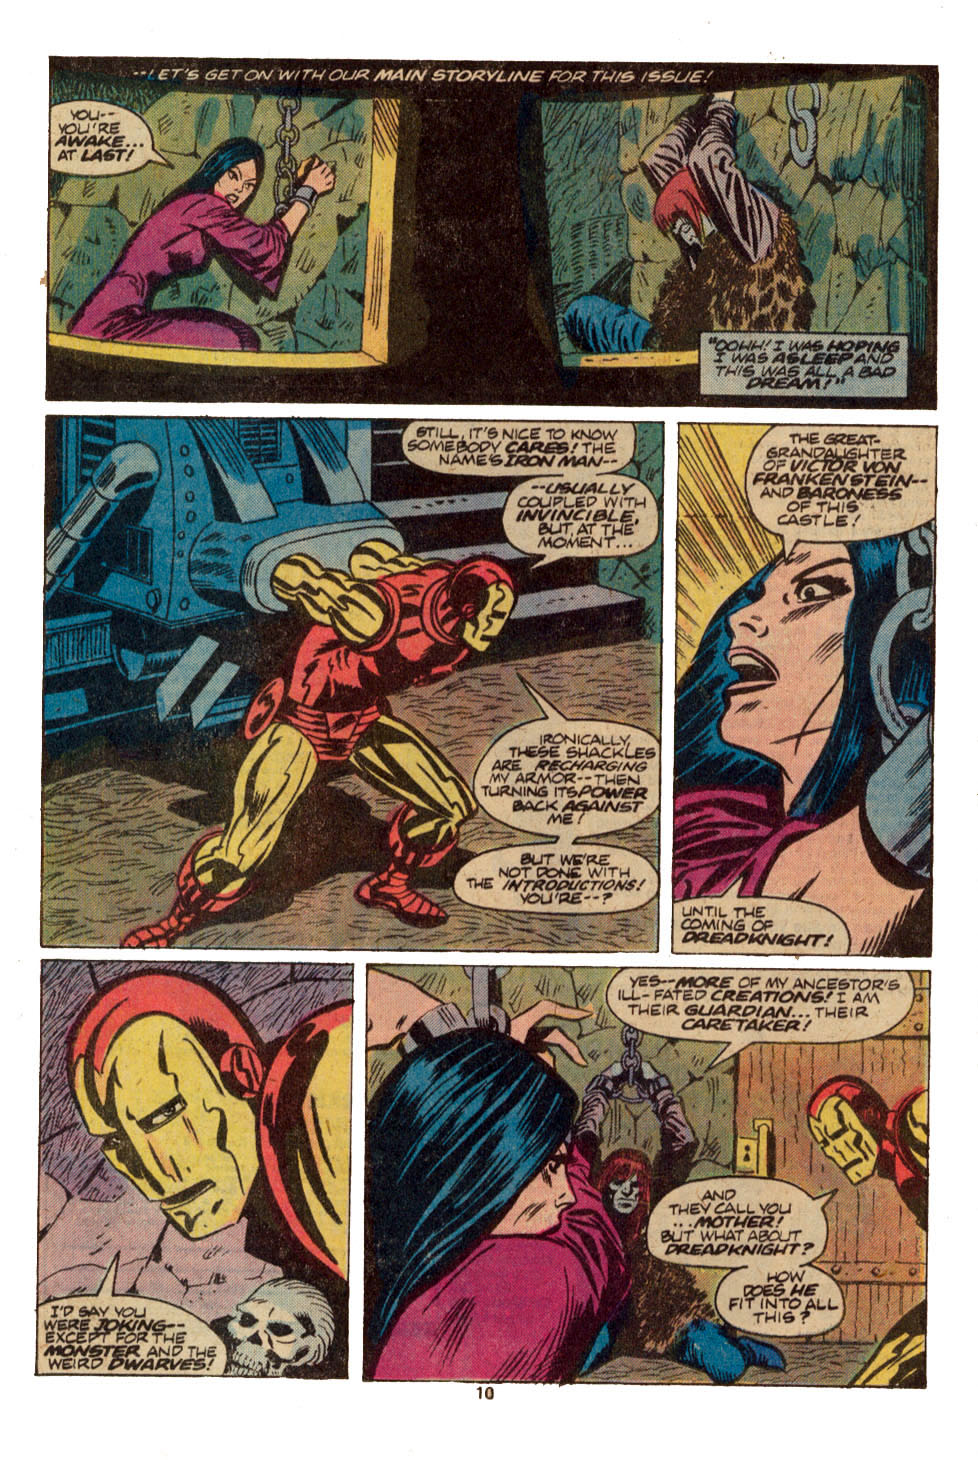 --LET'S GET ON WITH OUR MAIN STORYLINE FOR THIS ISSUE!
YOU--
YOU'RE
AWAKE...
AT LAST!
"OOHH! I WAS HOPING
I WAS ASLEEP AND
THIS WAS ALL A BAD
DREAM!"
STILL, IT'S NICE TO KNOW
SOMEBODY CARES! THE
NAME'S IRON MAN--
--USUALLY
COUPLED WITH
INVINCIBLE,
BUT AT THE
MOMENT...
IRONICALLY,
THESE SHACKLES
ARE RECHARGING
MY ARMOR--THEN
TURNING ITS POWER
BACK AGAINST
ME!
BUT WE'RE
NOT DONE WITH
THE INTRODUCTIONS!
YOU'RE--?
THE GREAT-
GRANDAUGHTER
OF VICTOR VON
FRANKENSTEIN--
AND BARONESS
OF THIS
CASTLE!
UNTIL THE
COMING OF
DREADKNIGHT!
I'D SAY YOU
WERE JOKING--
EXCEPT FOR THE
MONSTER AND THE
WEIRD DWARVES!
YES--MORE OF MY ANCESTOR'S
ILL-FATED CREATIONS! I AM
THEIR GUARDIAN... THEIR
CARETAKER!
AND
THEY CALL YOU
...MOTHER!
BUT WHAT ABOUT
DREADKNIGHT?
HOW
DOES HE
FIT INTO ALL
THIS?
10